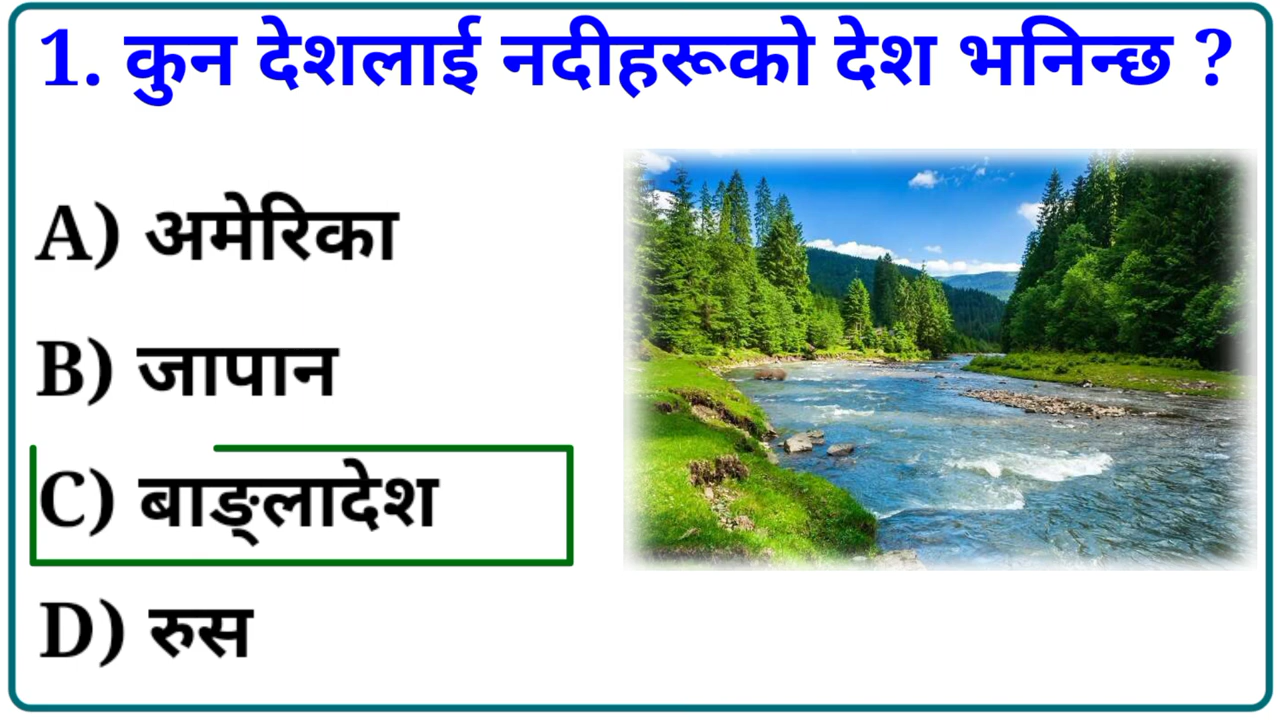 1. कुन देशलाई नदीहरूको देश भनिन्छ ?
A) अमेरिका
B) जापान
C) बाङ्लादेश
D) रुस